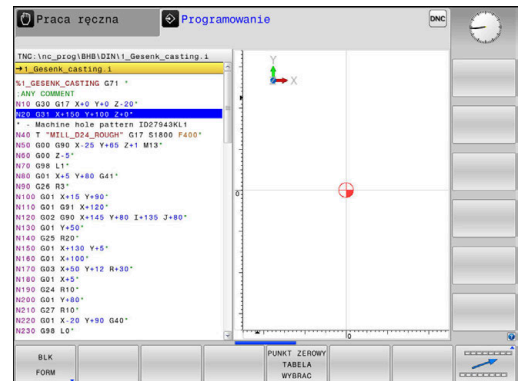 Praca ręczna
Programowanie
DNC
TNC:\nc_prog\BHB\DIN\1_Gesenk_casting.i
→1_Gesenk_casting.i
%1_GESENK_CASTING G71 *
;ANY COMMENT
N10 G30 G17 X+0 Y+0 Z-20*
N20 G31 X+150 Y+100 Z+0*
* - Machine hole pattern ID27943KL1
N40 T "MILL_D24_ROUGH" G17 S1800 F400*
N50 G00 G90 X-25 Y+65 Z+1 M13*
N60 G00 Z-5*
N70 G98 L1*
N80 G01 X+5 Y+80 G41*
N90 G26 R3*
N100 G01 X+15 Y+90*
N110 G01 G91 X+120*
N120 G02 G90 X+145 Y+80 I+135 J+80*
N130 G01 Y+50*
N140 G25 R20*
N150 G01 X+130 Y+5*
N160 G01 X+100*
N170 G03 X+50 Y+12 R+30*
N180 G01 X+5*
N190 G24 R10*
N200 G01 Y+80*
N210 G27 R10*
N220 G01 X-20 Y+90 G40*
N230 G98 L0*
Y
X
0
0
BLK
FORM
PUNKT ZEROWY
TABELA
WYBRAC